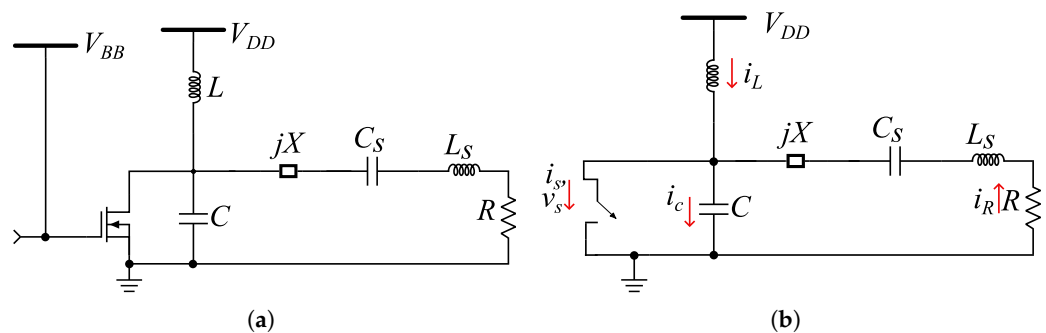 V_BB
V_DD
L
jX
C_S
L_S
R
C
(a)
V_DD
i_L
jX
C_S
L_S
i_s,
v_s
i_c
C
i_R
R
(b)